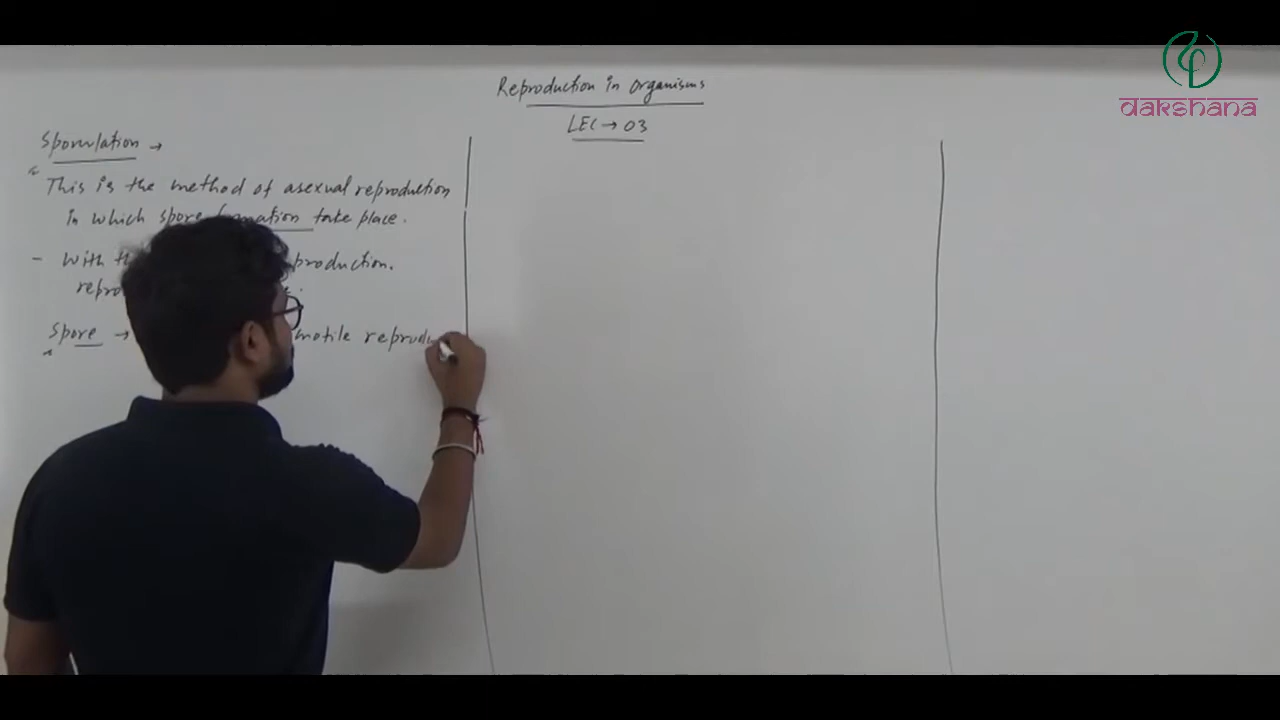 Reproduction in Organisms
LEC → 03
dakshana
Sporulation →
This is the method of asexual reproduction
in which spore formation take place.
- With th production.
repro
Spore → motile reprodu